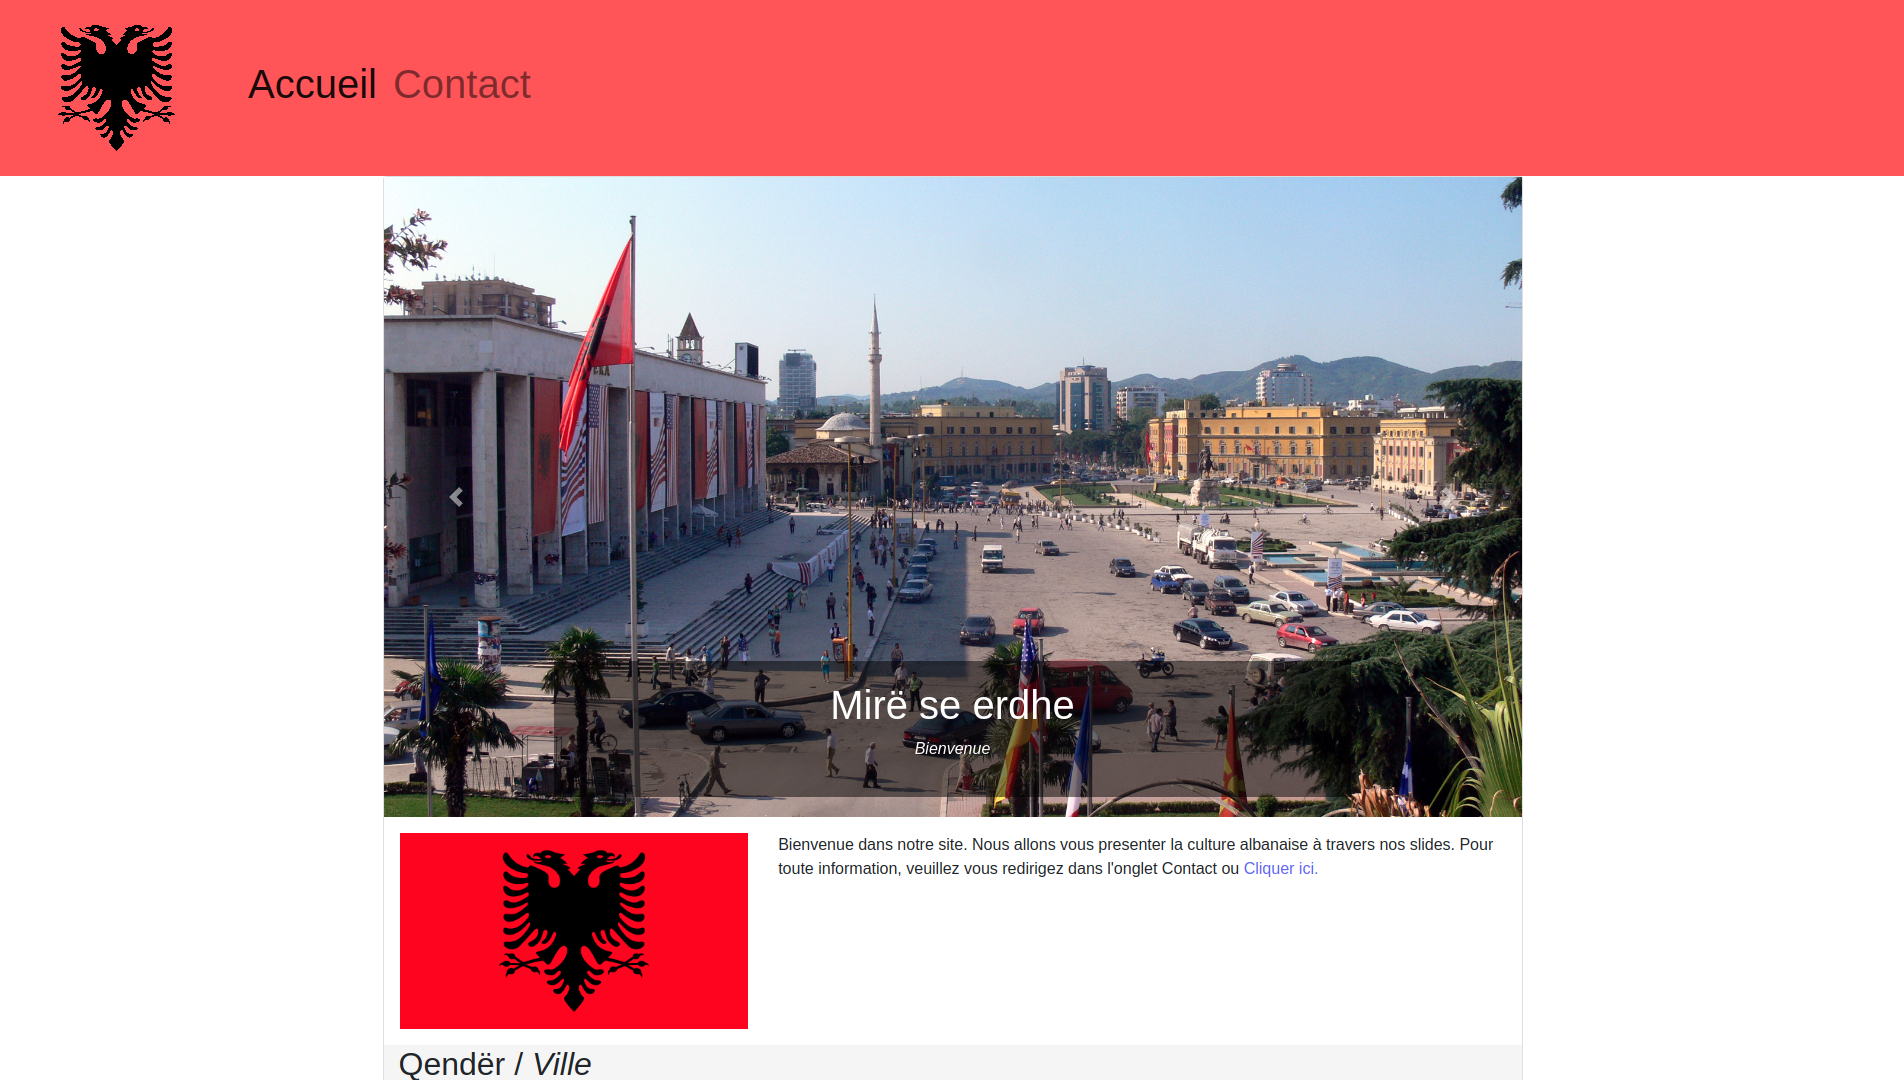 Accueil Contact
Mirë se erdhe
Bienvenue
Bienvenue dans notre site. Nous allons vous presenter la culture albanaise à travers nos slides. Pour
toute information, veuillez vous redirigez dans l'onglet Contact ou Cliquer ici.
Qendër / Ville